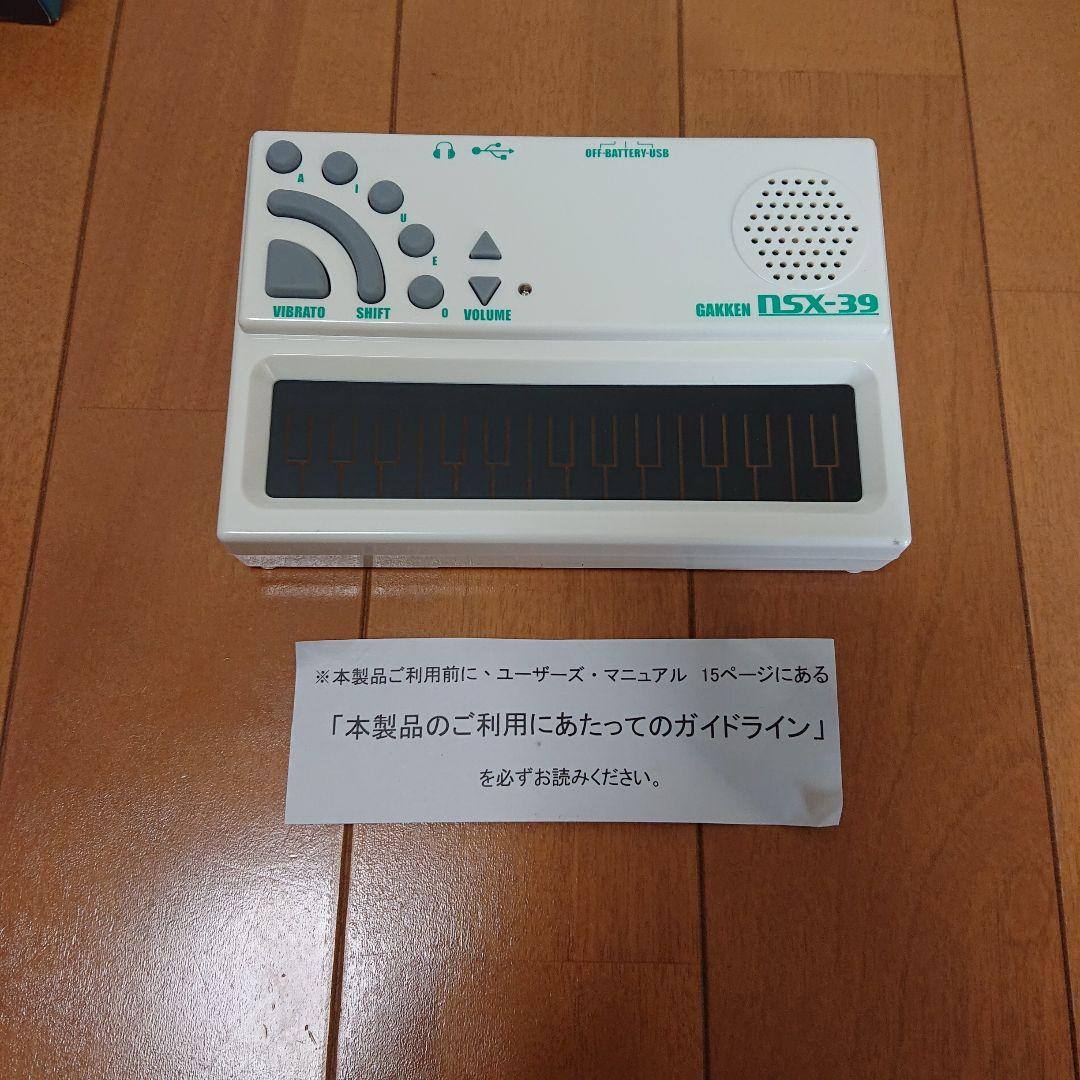 OFF BATTERY USB
A
I
U
E
O
VIBRATO
SHIFT
VOLUME
GAKKEN NSX-39
※本製品ご利用前に、ユーザーズ・マニュアル 15ページにある
「本製品のご利用にあたってのガイドライン」
を必ずお読みください。